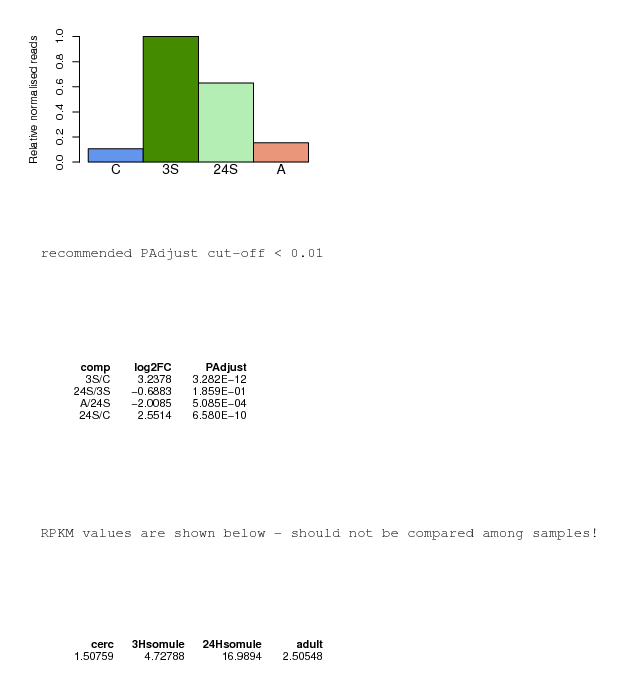 Relative normalised reads
1.0
0.8
0.6
0.4
0.2
0.0
C 3S 24S A
recommended PAdjust cut-off < 0.01
comp log2FC PAdjust
3S/C 3.2378 3.282E−12
24S/3S −0.6883 1.859E−01
A/24S −2.0085 5.085E−04
24S/C 2.5514 6.580E−10
RPKM values are shown below - should not be compared among samples!
cerc 3Hsomule 24Hsomule adult
1.50759 4.72788 16.9894 2.50548